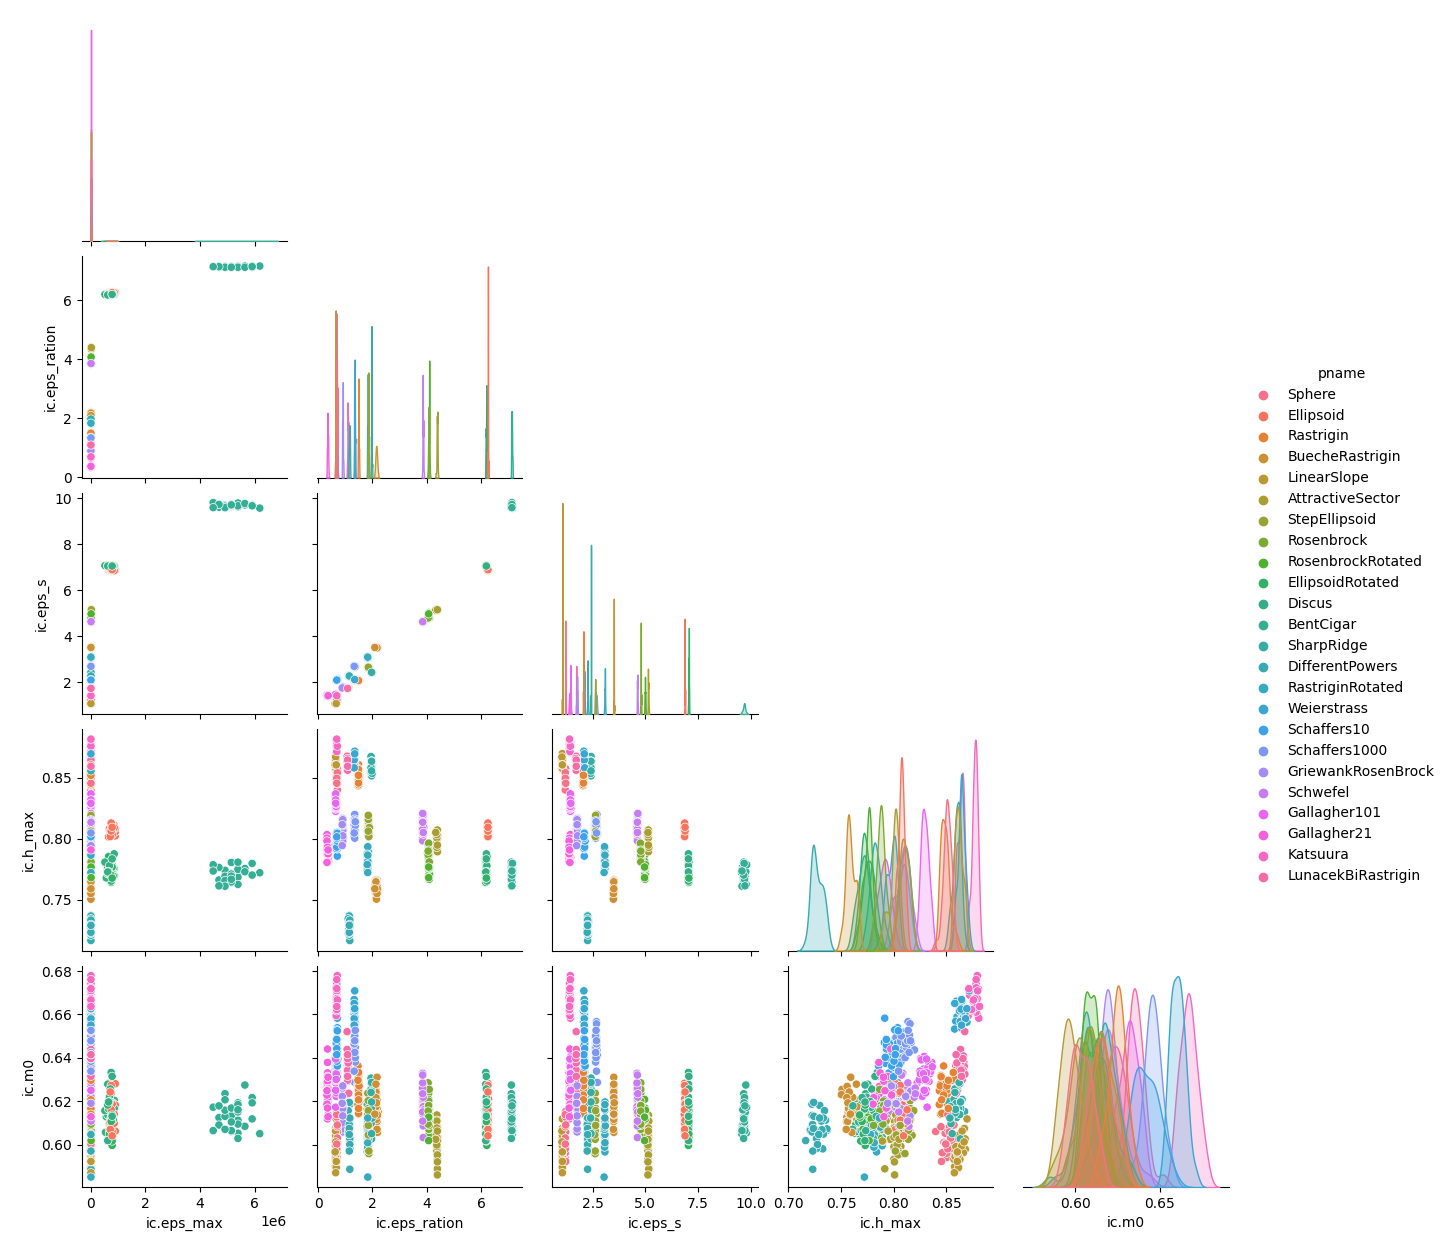 6
4
2
0
ic.eps_ration
10
8
6
4
2
ic.eps_s
0.85
0.80
0.75
ic.h_max
0.68
0.66
0.64
0.62
0.60
ic.m0
0 2 4 6
1e6
ic.eps_max
0 2 4 6
ic.eps_ration
2.5 5.0 7.5 10.0
ic.eps_s
0.70 0.75 0.80 0.85
ic.h_max
0.60 0.65
ic.m0
pname
Sphere
Ellipsoid
Rastrigin
BuecheRastrigin
LinearSlope
AttractiveSector
StepEllipsoid
Rosenbrock
RosenbrockRotated
EllipsoidRotated
Discus
BentCigar
SharpRidge
DifferentPowers
RastriginRotated
Weierstrass
Schaffers10
Schaffers1000
GriewankRosenBrock
Schwefel
Gallagher101
Gallagher21
Katsuura
LunacekBiRastrigin